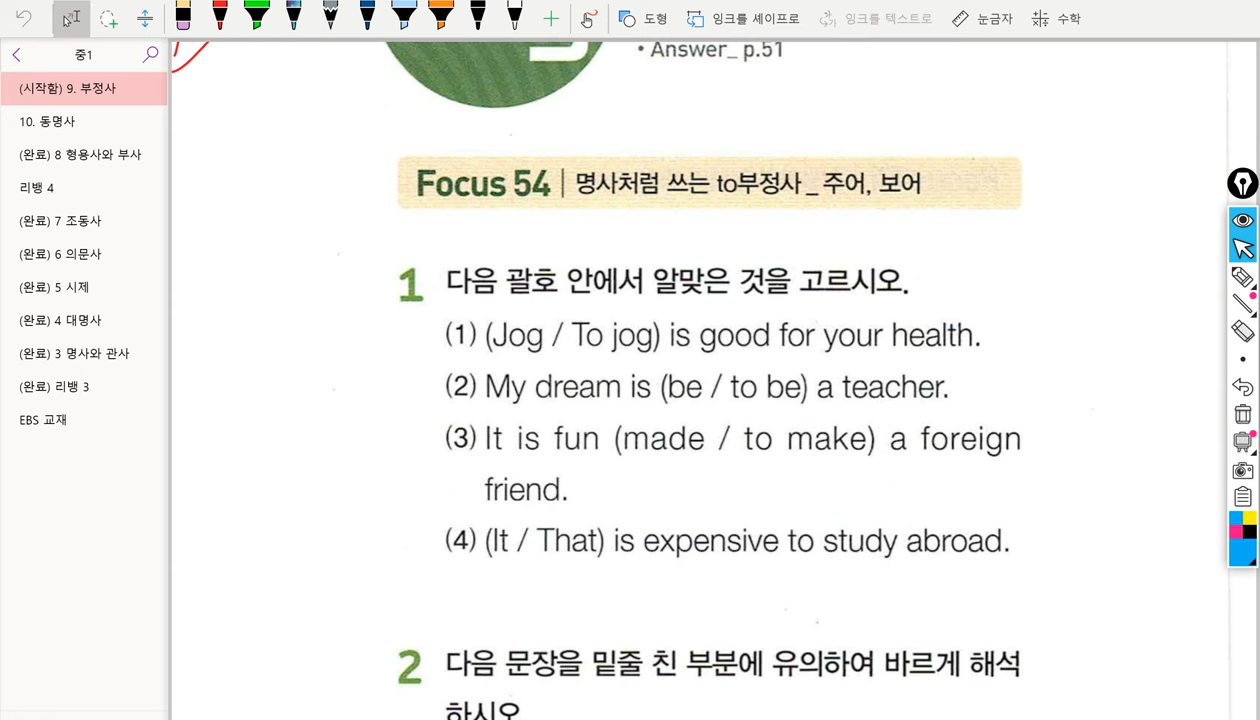 도형
잉크를 셰이프로
잉크를 텍스트로
눈금자
수학
중1
(시작함) 9. 부정사
10. 동명사
(완료) 8 형용사와 부사
리뱅 4
(완료) 7 조동사
(완료) 6 의문사
(완료) 5 시제
(완료) 4 대명사
(완료) 3 명사와 관사
(완료) 리뱅 3
EBS 교재
• Answer_ p.51
Focus 54 | 명사처럼 쓰는 to부정사 _ 주어, 보어
1 다음 괄호 안에서 알맞은 것을 고르시오.
(1) (Jog / To jog) is good for your health.
(2) My dream is (be / to be) a teacher.
(3) It is fun (made / to make) a foreign
friend.
(4) (It / That) is expensive to study abroad.
2 다음 문장을 밑줄 친 부분에 유의하여 바르게 해석
하시오